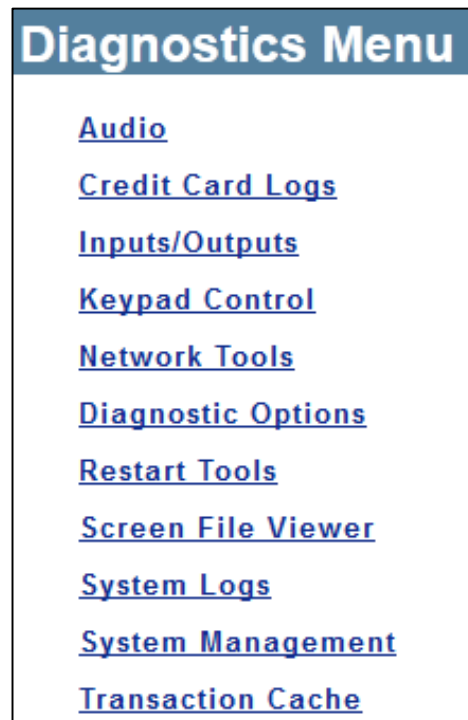 Diagnostics Menu
Audio
Credit Card Logs
Inputs/Outputs
Keypad Control
Network Tools
Diagnostic Options
Restart Tools
Screen File Viewer
System Logs
System Management
Transaction Cache